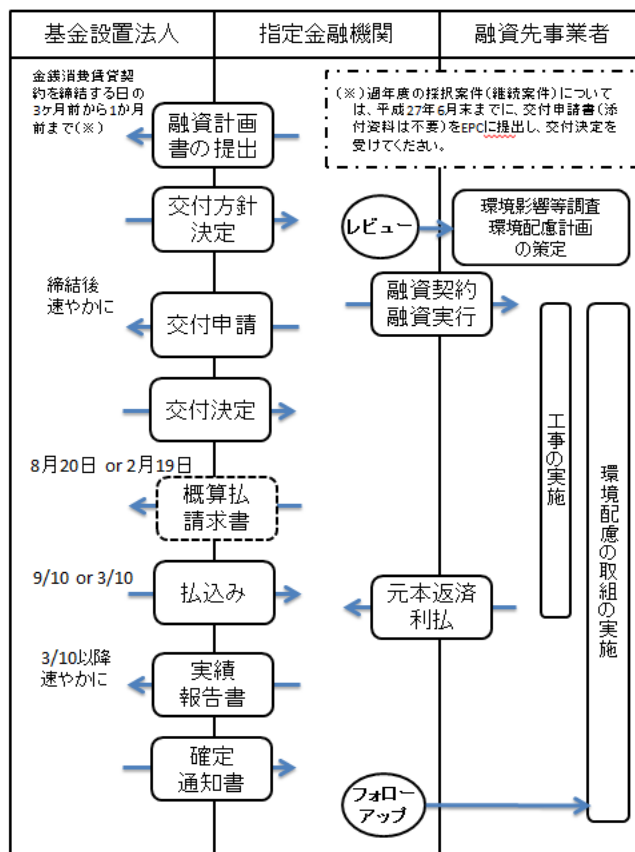 基金設置法人
指定金融機関
融資先事業者
金銭消費賃貸契
約を締結する日の
3ヶ月前から1か月
前まで(※)
融資計画
書の提出
(※)過年度の採択案件(継続案件)について
は、平成27年6月末までに、交付申請書(添
付資料は不要)をEPCに提出し、交付決定を
受けてください。
交付方針
決定
レビュー
環境影響等調査
環境配慮計画
の策定
締結後
速やかに
交付申請
融資契約
融資実行
交付決定
工事の実施
環境配慮の取組の実施
8月20日 or 2月19日
概算払
請求書
9/10 or 3/10
払込み
元本返済
利払
3/10以降
速やかに
実績
報告書
確定
通知書
フォロー
アップ